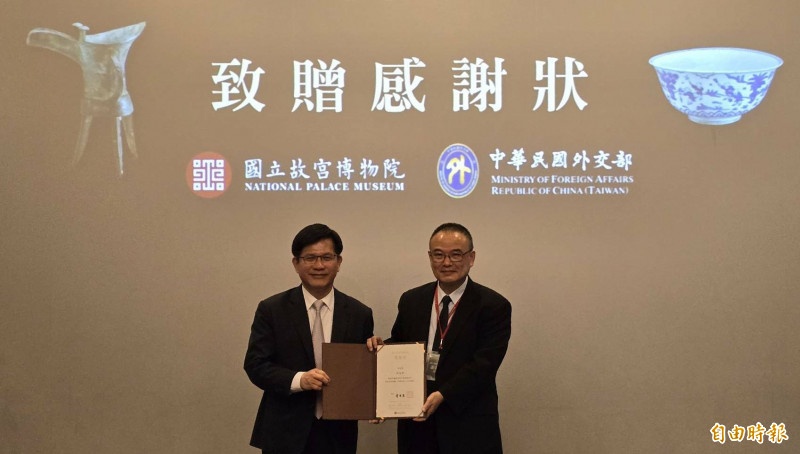 致贈感謝狀
國立故宮博物院
NATIONAL PALACE MUSEUM
外
中華民國外交部
MINISTRY OF FOREIGN AFFAIRS
REPUBLIC OF CHINA (TAIWAN)
自由時報